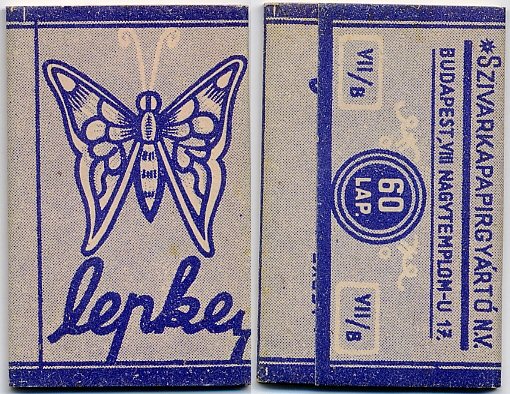 lepke
*SZIVARKAPAPIRGYÁRTÓ N.V.
BUDAPEST, VIII NAGYTEMPLOM-U 17.
VII/B
60
LAP.
VII/B